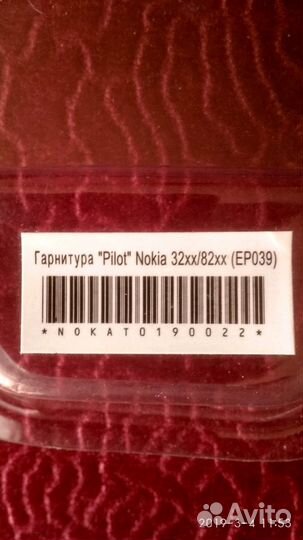 Гарнитура "Pilot" Nokia 32xx/82xx (EP039)
*NOKAT0190022*
2019-3-4 11:53
Avito